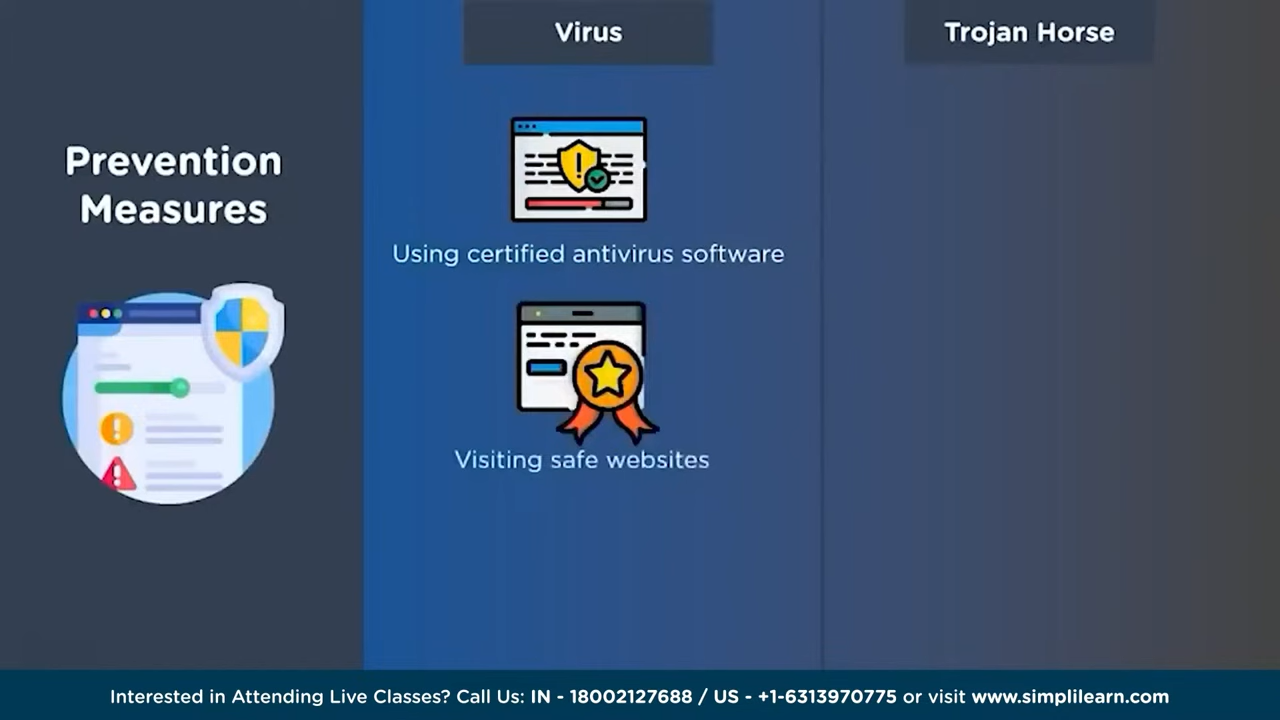 Virus
Trojan Horse
Prevention
Measures
Using certified antivirus software
Visiting safe websites
Interested in Attending Live Classes? Call Us: IN - 18002127688 / US - +1-6313970775 or visit www.simplilearn.com